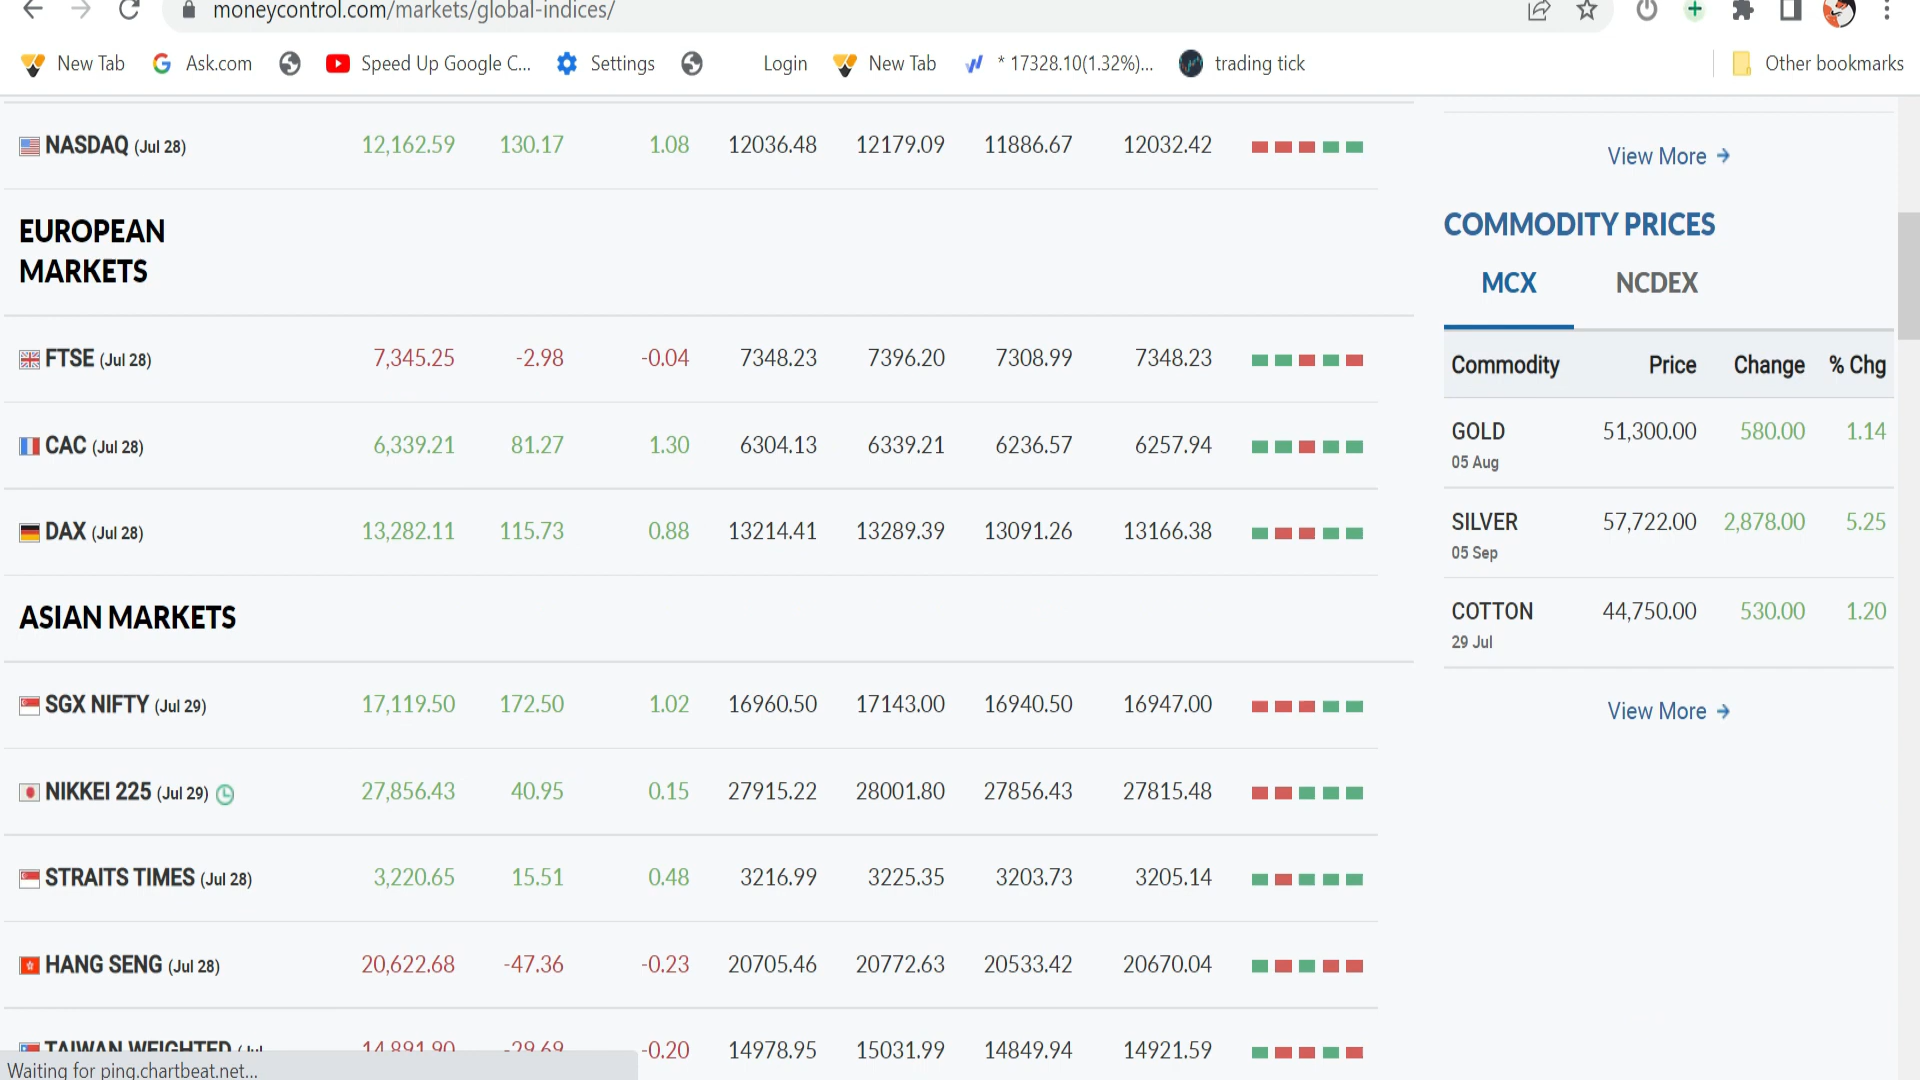 moneycontrol.com/markets/global-indices/
New Tab Ask.com Speed Up Google C... Settings Login New Tab * 17328.10(1.32%)... trading tick Other bookmarks
NASDAQ (Jul 28) 12,162.59 130.17 1.08 12036.48 12179.09 11886.67 12032.42
EUROPEAN
MARKETS
FTSE (Jul 28) 7,345.25 -2.98 -0.04 7348.23 7396.20 7308.99 7348.23
CAC (Jul 28) 6,339.21 81.27 1.30 6304.13 6339.21 6236.57 6257.94
DAX (Jul 28) 13,282.11 115.73 0.88 13214.41 13289.39 13091.26 13166.38
ASIAN MARKETS
SGX NIFTY (Jul 29) 17,119.50 172.50 1.02 16960.50 17143.00 16940.50 16947.00
NIKKEI 225 (Jul 29) 27,856.43 40.95 0.15 27915.22 28001.80 27856.43 27815.48
STRAITS TIMES (Jul 28) 3,220.65 15.51 0.48 3216.99 3225.35 3203.73 3205.14
HANG SENG (Jul 28) 20,622.68 -47.36 -0.23 20705.46 20772.63 20533.42 20670.04
TAIWAN WEIGHTED (Jul 14,891.90 -29.69 -0.20 14978.95 15031.99 14849.94 14921.59
Waiting for ping.chartbeat.net...
View More
COMMODITY PRICES
MCX NCDEX
Commodity Price Change % Chg
GOLD 51,300.00 580.00 1.14
05 Aug
SILVER 57,722.00 2,878.00 5.25
05 Sep
COTTON 44,750.00 530.00 1.20
29 Jul
View More